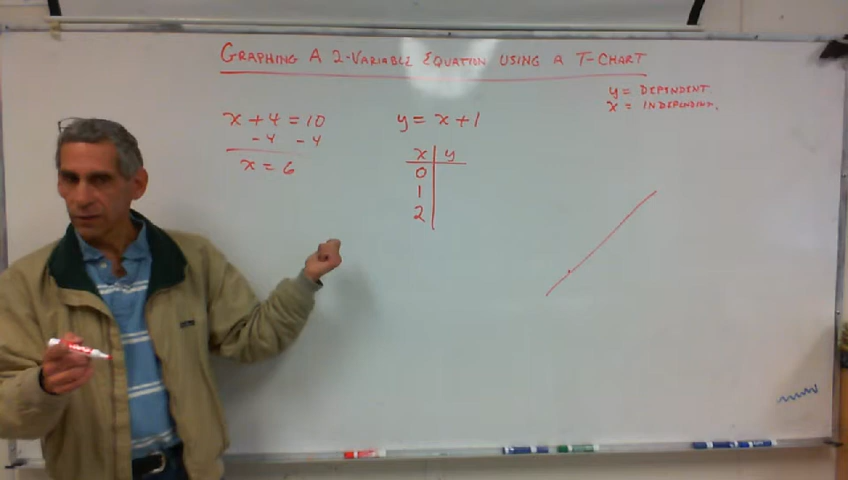 GRAPHING A 2-VARIABLE EQUATION USING A T-CHART
y = DEPENDENT.
x = INDEPENDENT.
x + 4 = 10
- 4 - 4
x = 6
y = x + 1
x y
0
1
2